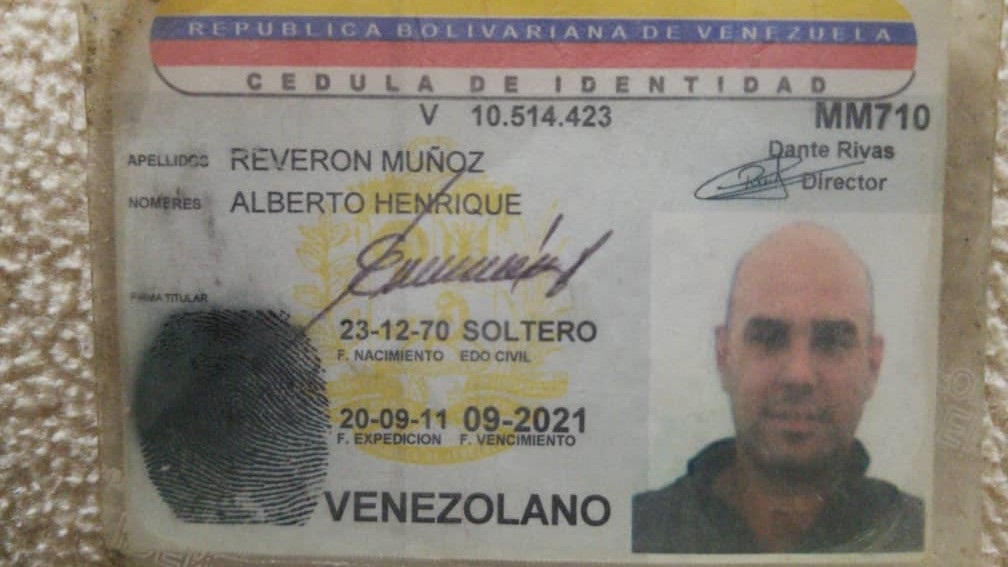 REPUBLICA BOLIVARIANA DE VENEZUELA
CEDULA DE IDENTIDAD
V 10.514.423 MM710
APELLIDOS REVERON MUÑOZ
Dante Rivas
Director
NOMBRES ALBERTO HENRIQUE
FIRMA TITULAR
23-12-70 SOLTERO
F. NACIMIENTO EDO CIVIL
20-09-11 09-2021
F. EXPEDICION F. VENCIMIENTO
VENEZOLANO